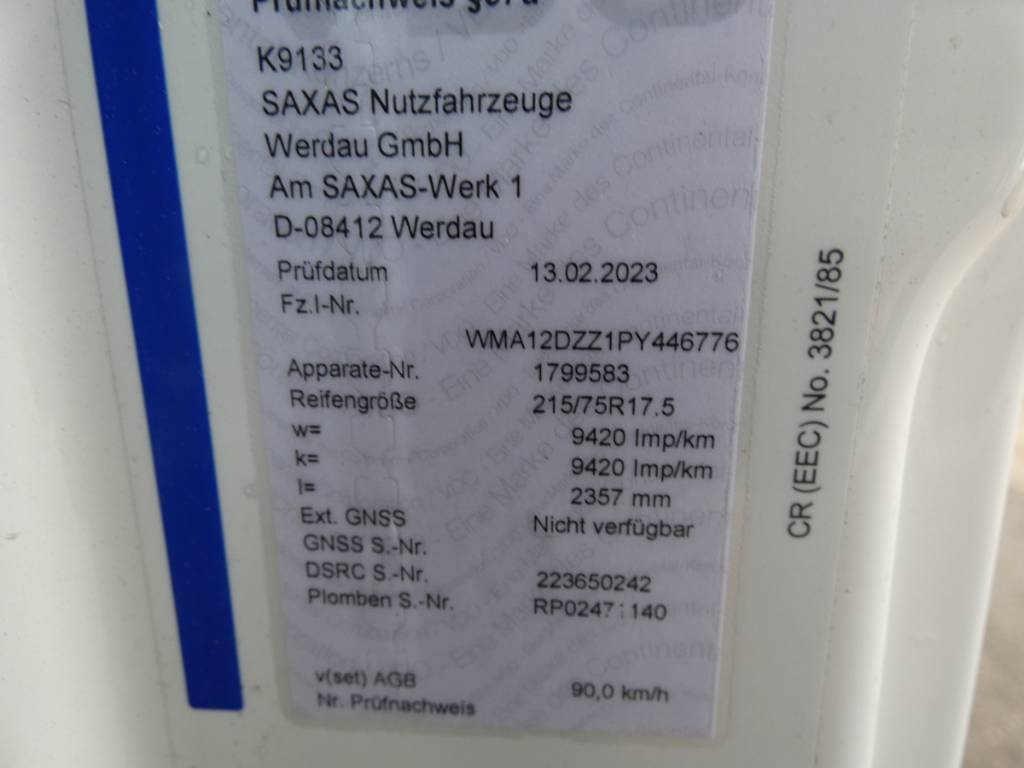 Prüfnachweis gem.
K9133
SAXAS Nutzfahrzeuge
Werdau GmbH
Am SAXAS-Werk 1
D-08412 Werdau
Prüfdatum 13.02.2023
Fz.I-Nr.
WMA12DZZ1PY446776
Apparate-Nr. 1799583
Reifengröße 215/75R17.5
w= 9420 Imp/km
k= 9420 Imp/km
l= 2357 mm
Ext. GNSS Nicht verfügbar
GNSS S.-Nr.
DSRC S.-Nr. 223650242
Plomben S.-Nr.
v(set) AGB 90,0 km/h
Nr. Prüfnachweis
CR (EEC) No. 3821/85